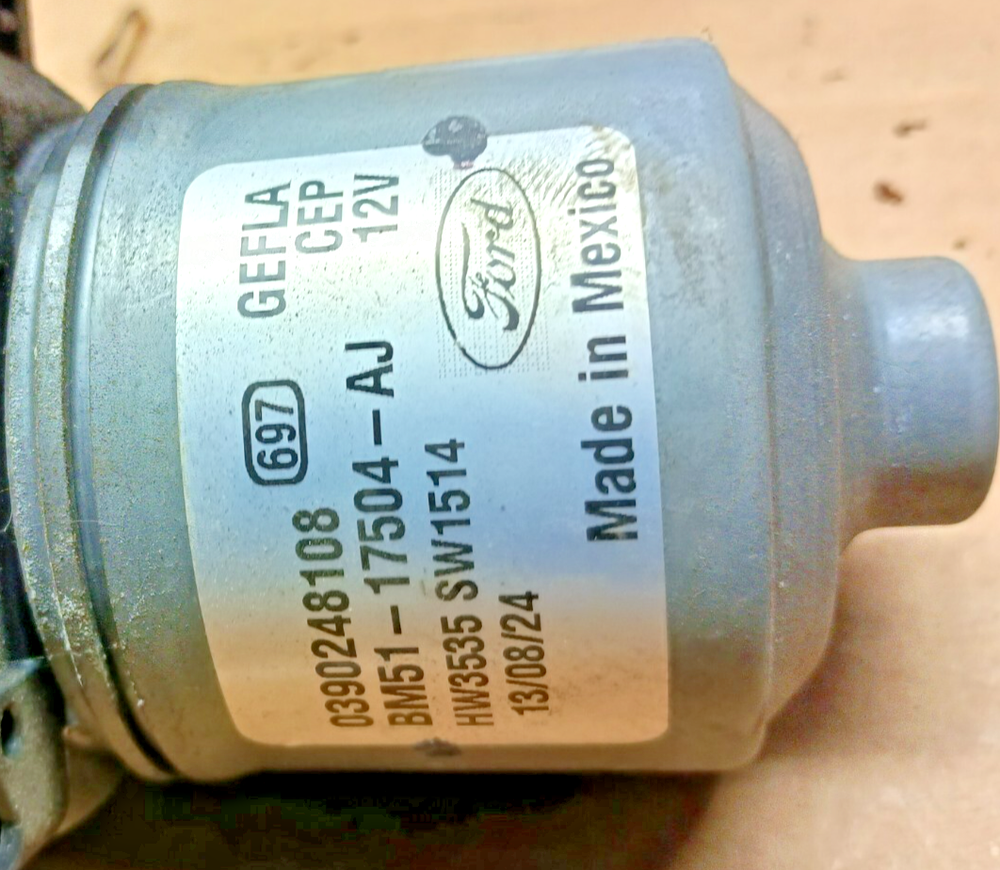 697 GEFLA
0390248108 CEP
BM51-17504-AJ 12V
HW3535 SW1514
13/08/24 Ford
Made in Mexico